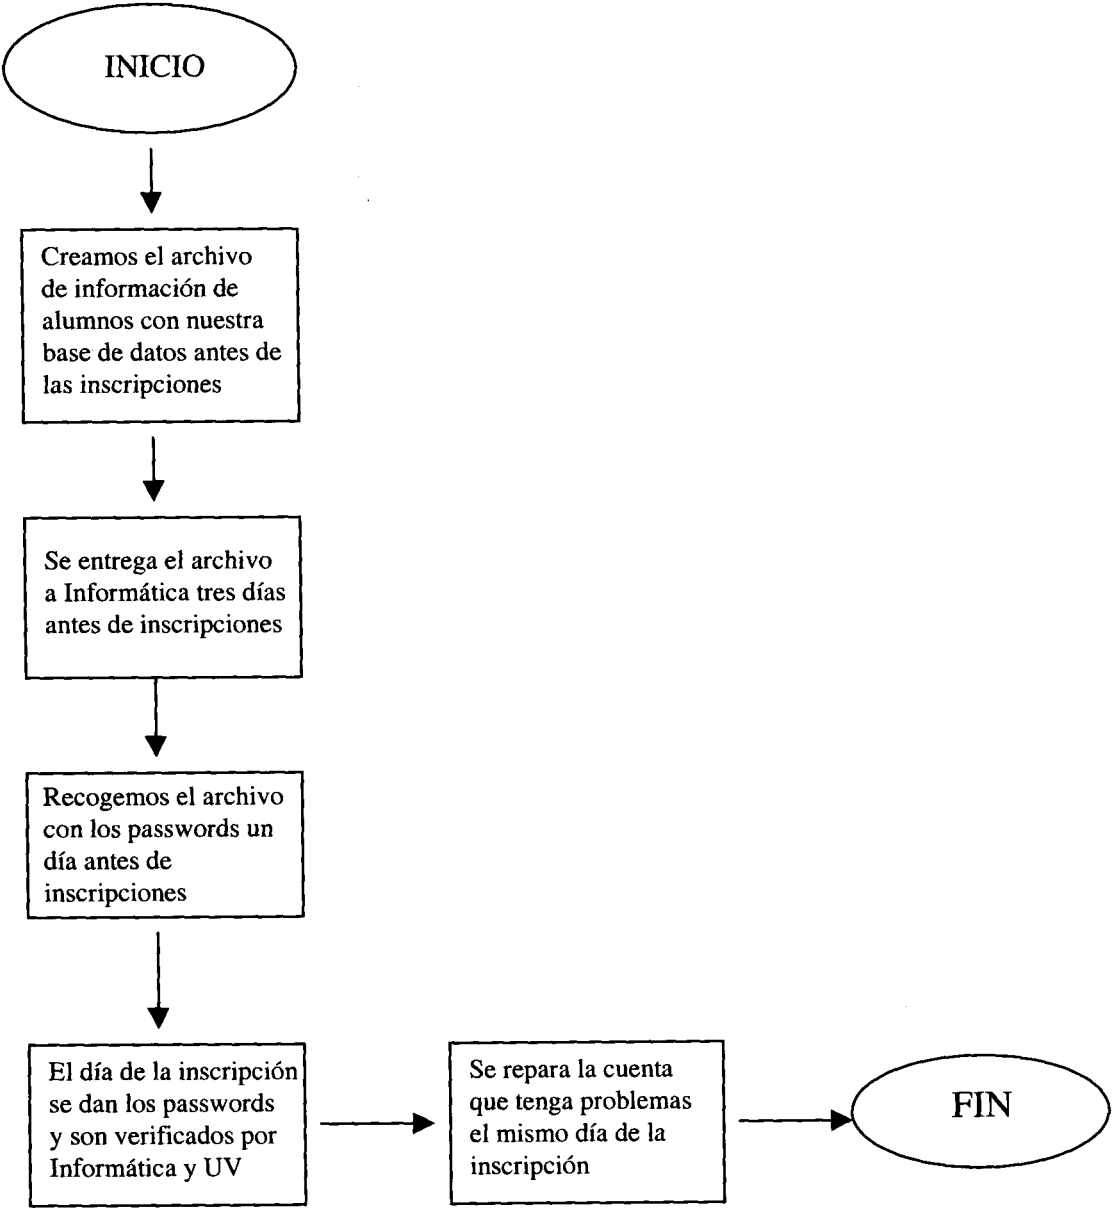 INICIO
Creamos el archivo
de información de
alumnos con nuestra
base de datos antes de
las inscripciones
Se entrega el archivo
a Informática tres días
antes de inscripciones
Recogemos el archivo
con los passwords un
día antes de
inscripciones
El día de la inscripción
se dan los passwords
y son verificados por
Informática y UV
Se repara la cuenta
que tenga problemas
el mismo día de la
inscripción
FIN